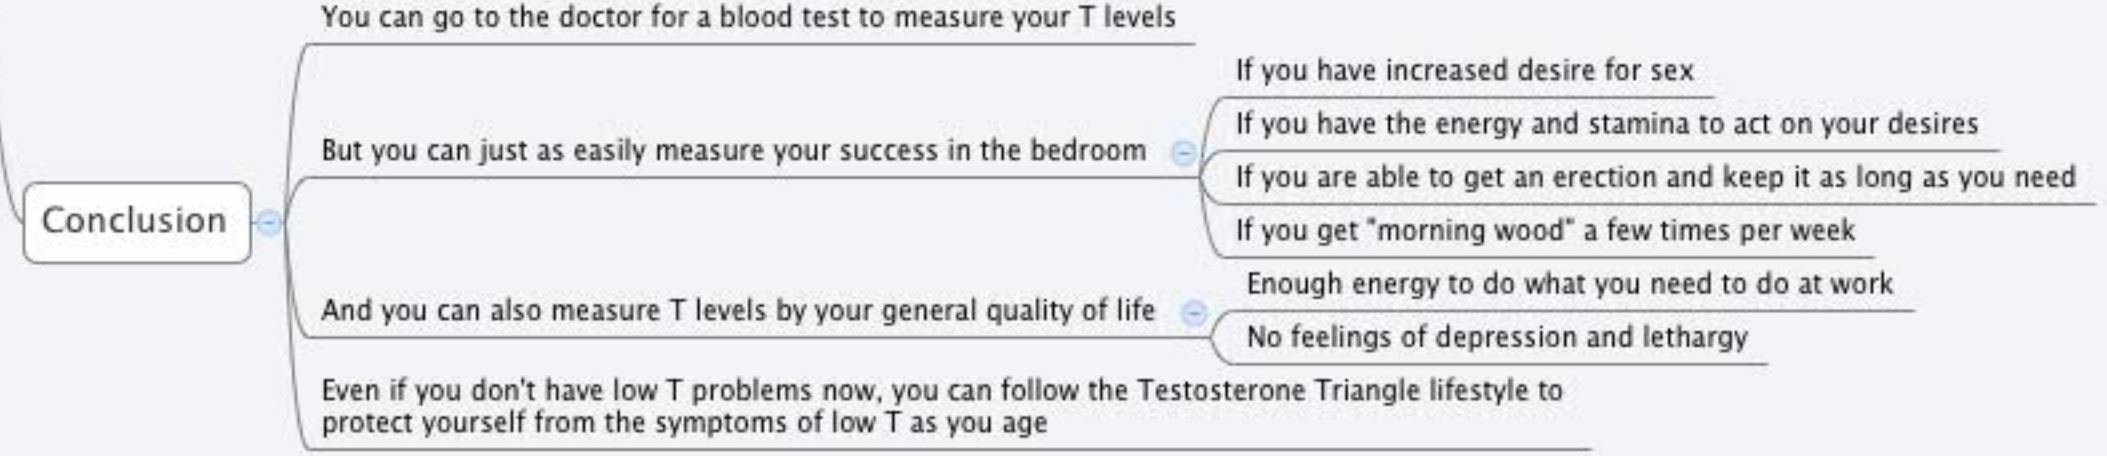 You can go to the doctor for a blood test to measure your T levels
If you have increased desire for sex
If you have the energy and stamina to act on your desires
But you can just as easily measure your success in the bedroom
If you are able to get an erection and keep it as long as you need
Conclusion
If you get "morning wood" a few times per week
Enough energy to do what you need to do at work
And you can also measure T levels by your general quality of life
No feelings of depression and lethargy
Even if you don't have low T problems now, you can follow the Testosterone Triangle lifestyle to
protect yourself from the symptoms of low T as you age